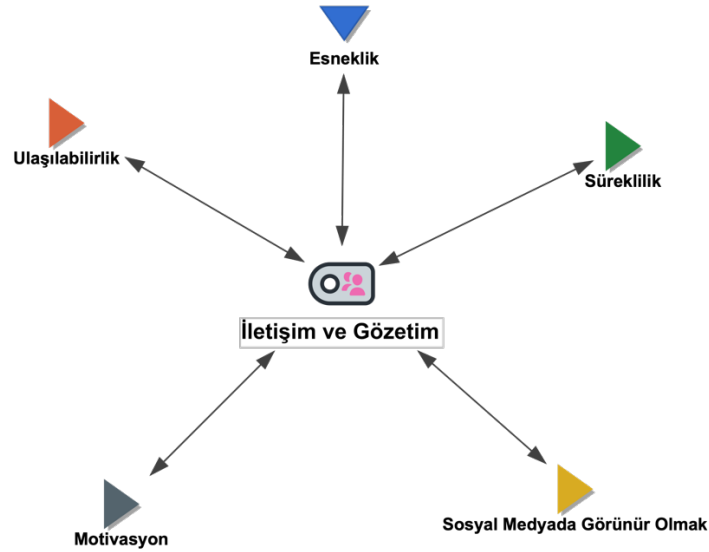 Esneklik
Ulaşılabilirlik
Süreklilik
İletişim ve Gözetim
Motivasyon
Sosyal Medyada Görünür Olmak